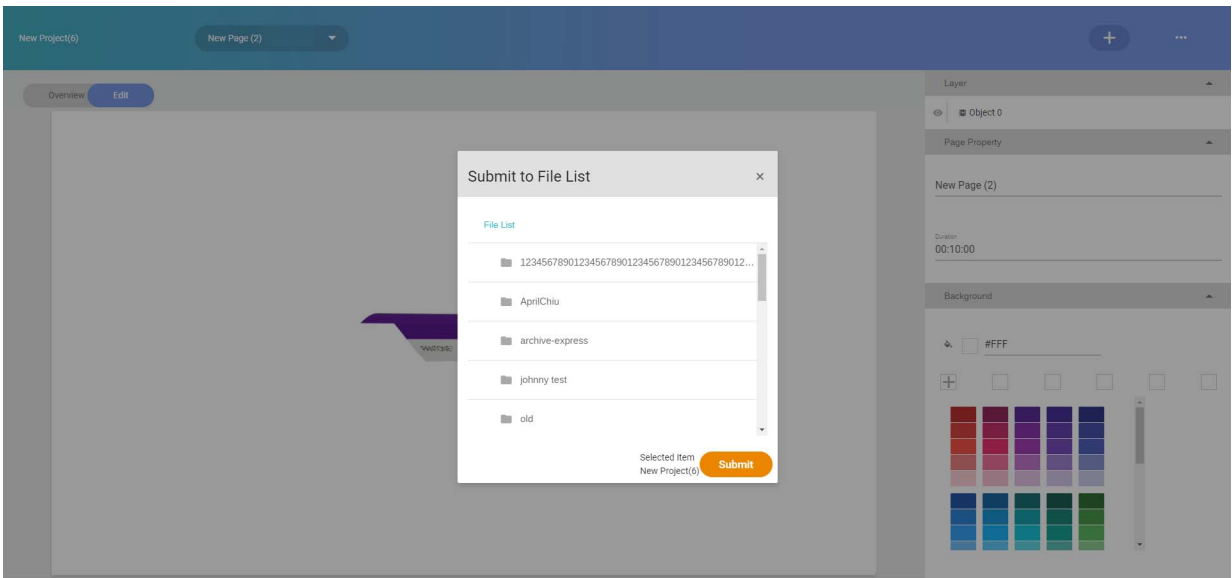 New Project(6)
New Page (2)
Overview
Edit
Layer
Object 0
Page Property
New Page (2)
Duration
00:10:00
Background
#FFF
Submit to File List
×
File List
123456789012345678901234567890123456789012...
AprilChiu
archive-express
johnny test
old
Selected Item
New Project(6)
Submit